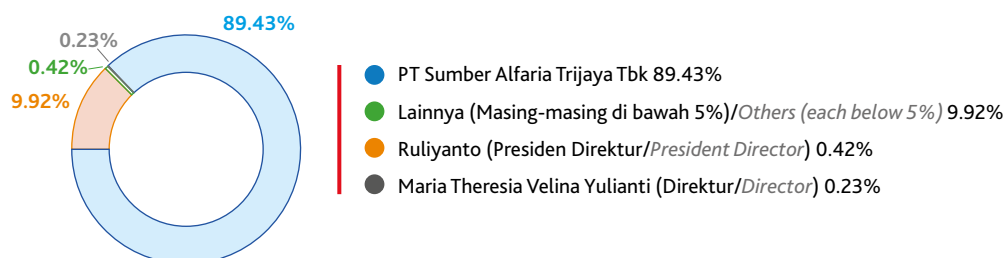 89.43%
0.23%
0.42%
9.92%
PT Sumber Alfaria Trijaya Tbk 89.43%
Lainnya (Masing-masing di bawah 5%)/Others (each below 5%) 9.92%
Ruliyanto (Presiden Direktur/President Director) 0.42%
Maria Theresia Velina Yulianti (Direktur/Director) 0.23%